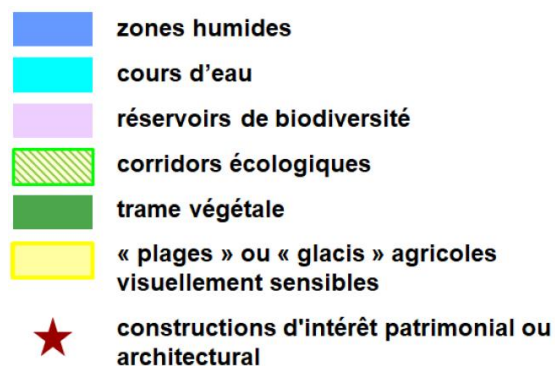 zones humides
cours d’eau
réservoirs de biodiversité
corridors écologiques
trame végétale
« plages » ou « glacis » agricoles
visuellement sensibles
constructions d'intérêt patrimonial ou
architectural